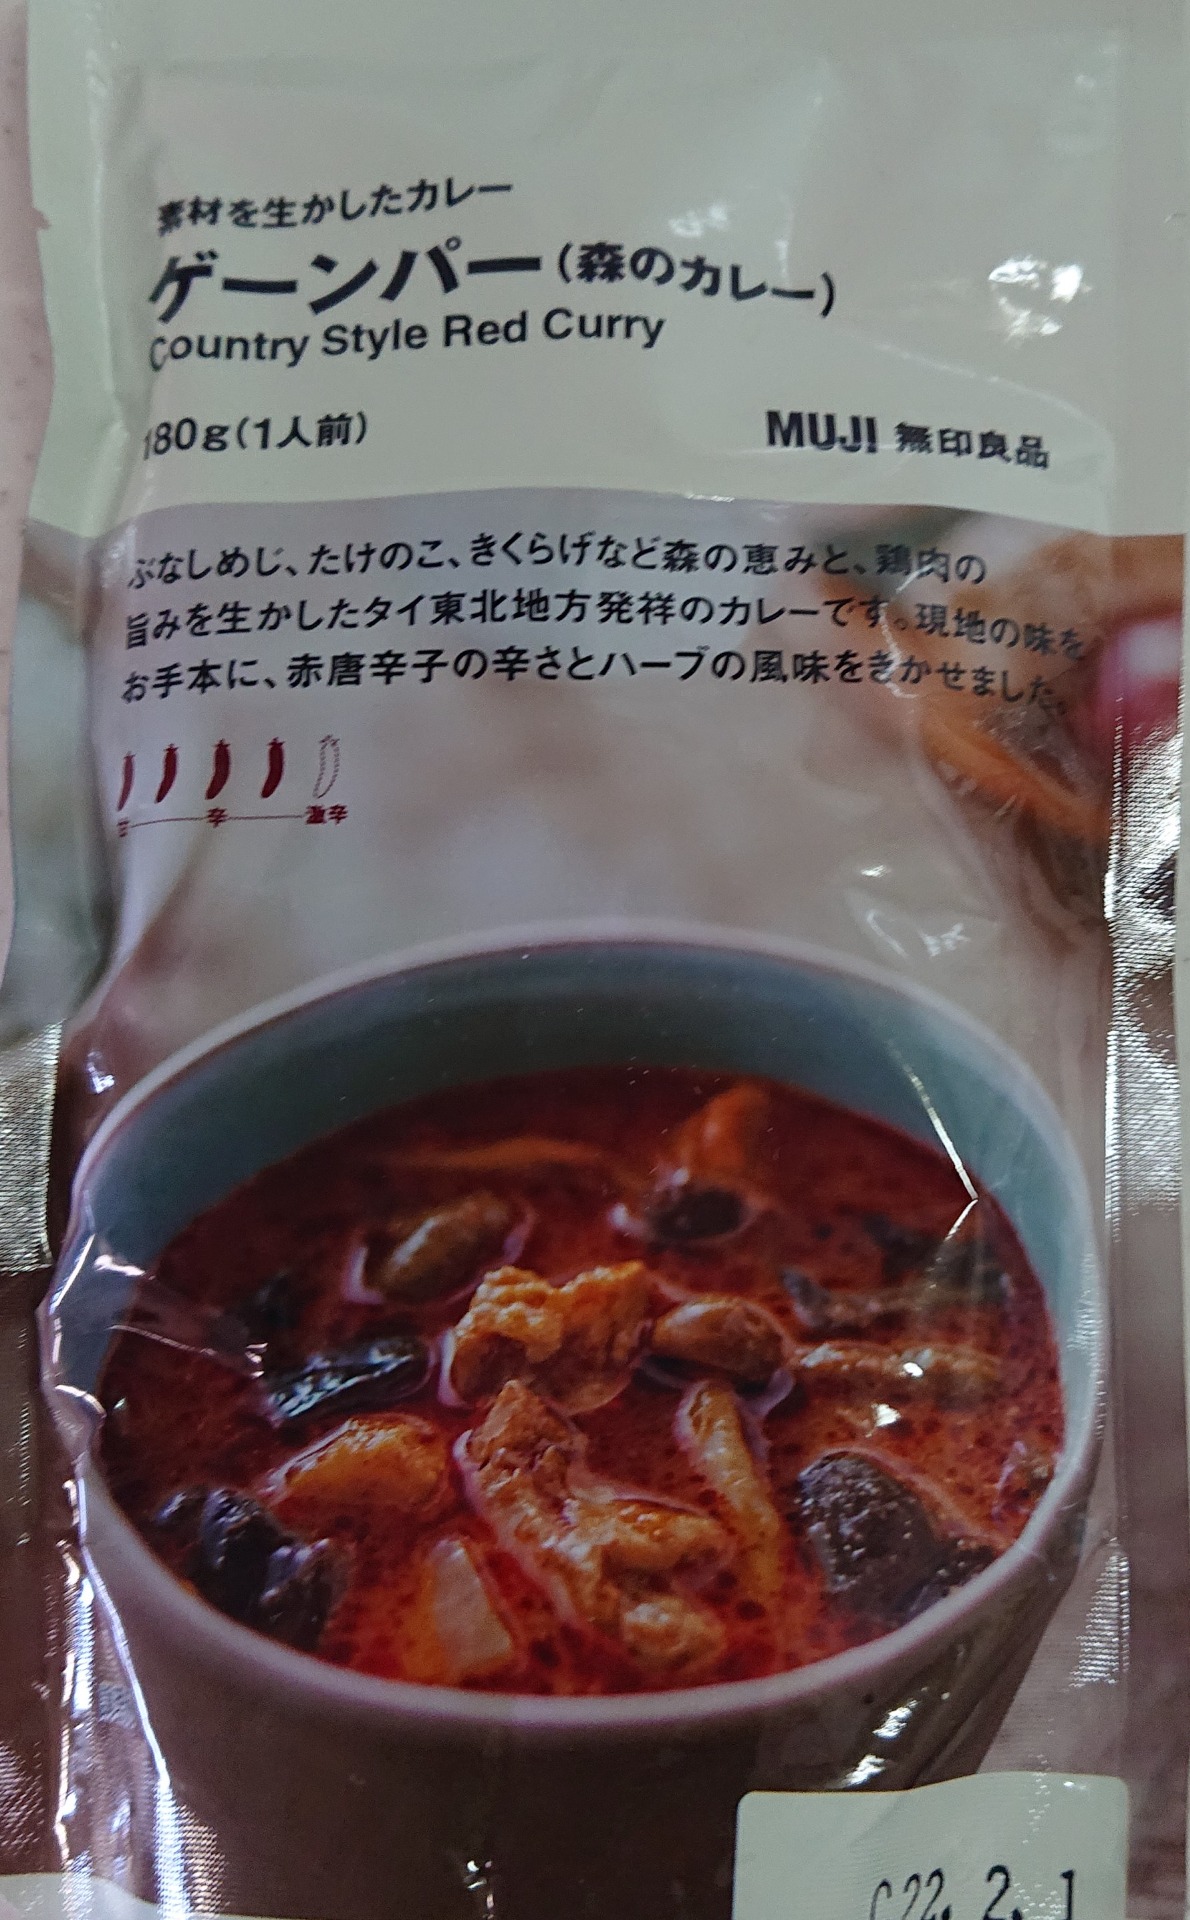 素材を生かしたカレー
ゲーンパー(森のカレー)
Country Style Red Curry
180g(1人前)
MUJI 無印良品
ぶなしめじ、たけのこ、きくらげなど森の恵みと、鶏肉の
旨みを生かしたタイ東北地方発祥のカレーです。現地の味を
お手本に、赤唐辛子の辛さとハーブの風味をきかせました。
辛 激辛
22. 2. 1